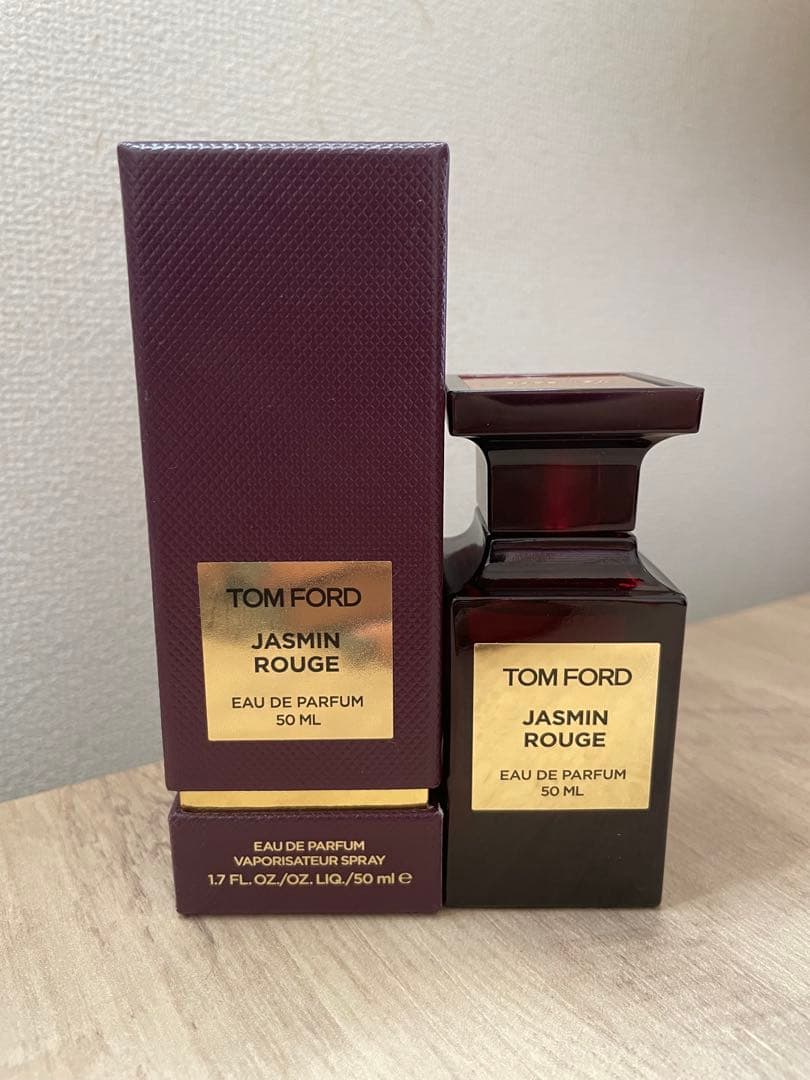 TOM FORD
JASMIN
ROUGE
EAU DE PARFUM
50 ML
EAU DE PARFUM
VAPORISATEUR SPRAY
1.7 FL. OZ./OZ. LIQ./50 ml ℮
TOM FORD
JASMIN
ROUGE
EAU DE PARFUM
50 ML